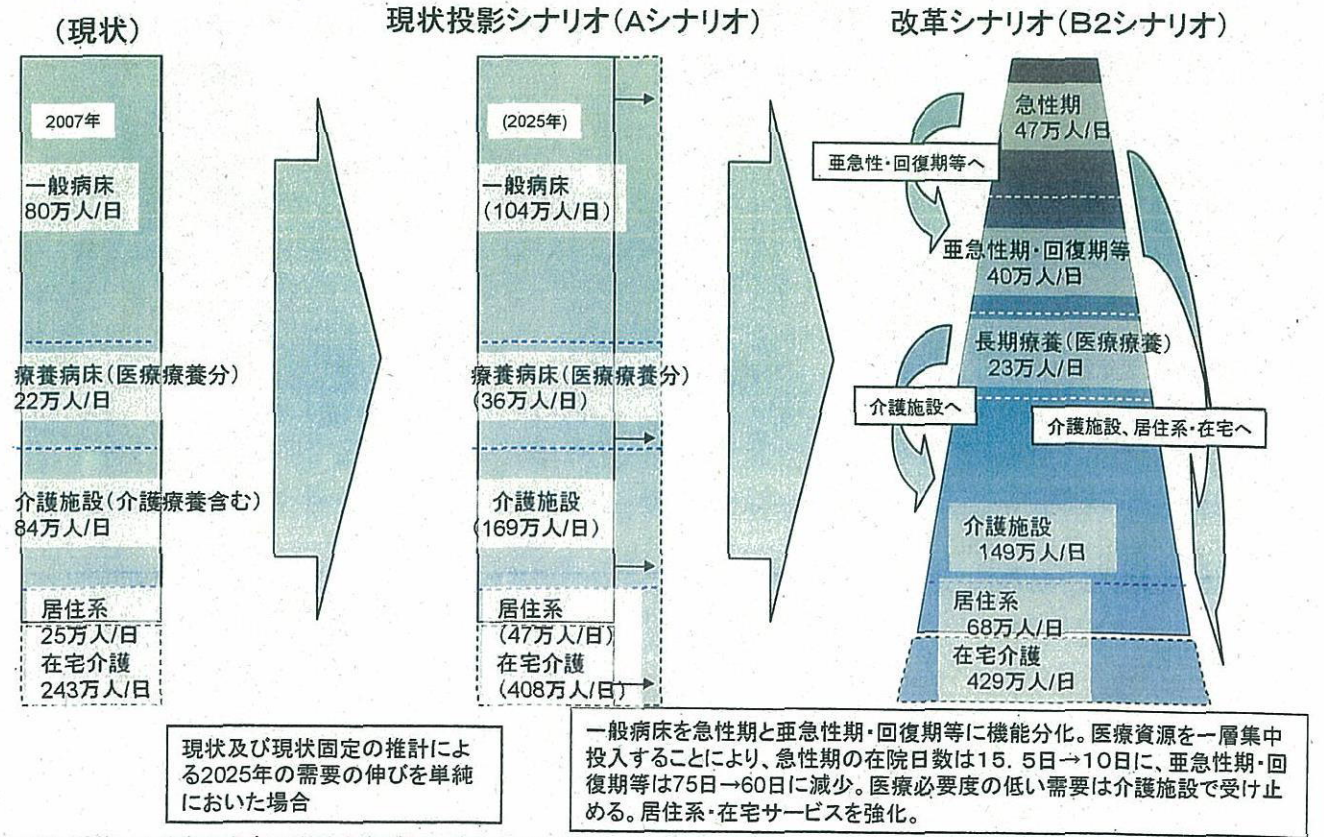 (現状)
現状投影シナリオ(Aシナリオ)
改革シナリオ(B2シナリオ)
2007年
一般病床
80万人/日
療養病床(医療療養分)
22万人/日
介護施設(介護療養含む)
84万人/日
居住系
25万人/日
在宅介護
243万人/日
(2025年)
一般病床
(104万人/日)
療養病床(医療療養分)
(36万人/日)
介護施設
(169万人/日)
居住系
(47万人/日)
在宅介護
(408万人/日)
急性期
47万人/日
亜急性・回復期等へ
亜急性期・回復期等
40万人/日
長期療養(医療療養)
23万人/日
介護施設へ
介護施設、居住系・在宅へ
介護施設
149万人/日
居住系
68万人/日
在宅介護
429万人/日
現状及び現状固定の推計によ
る2025年の需要の伸びを単純
においた場合
一般病床を急性期と亜急性期・回復期等に機能分化。医療資源を一層集中
投入することにより、急性期の在院日数は15. 5日→10日に、亜急性期・回
復期等は75日→60日に減少。医療必要度の低い需要は介護施設で受け止
める。居住系・在宅サービスを強化。